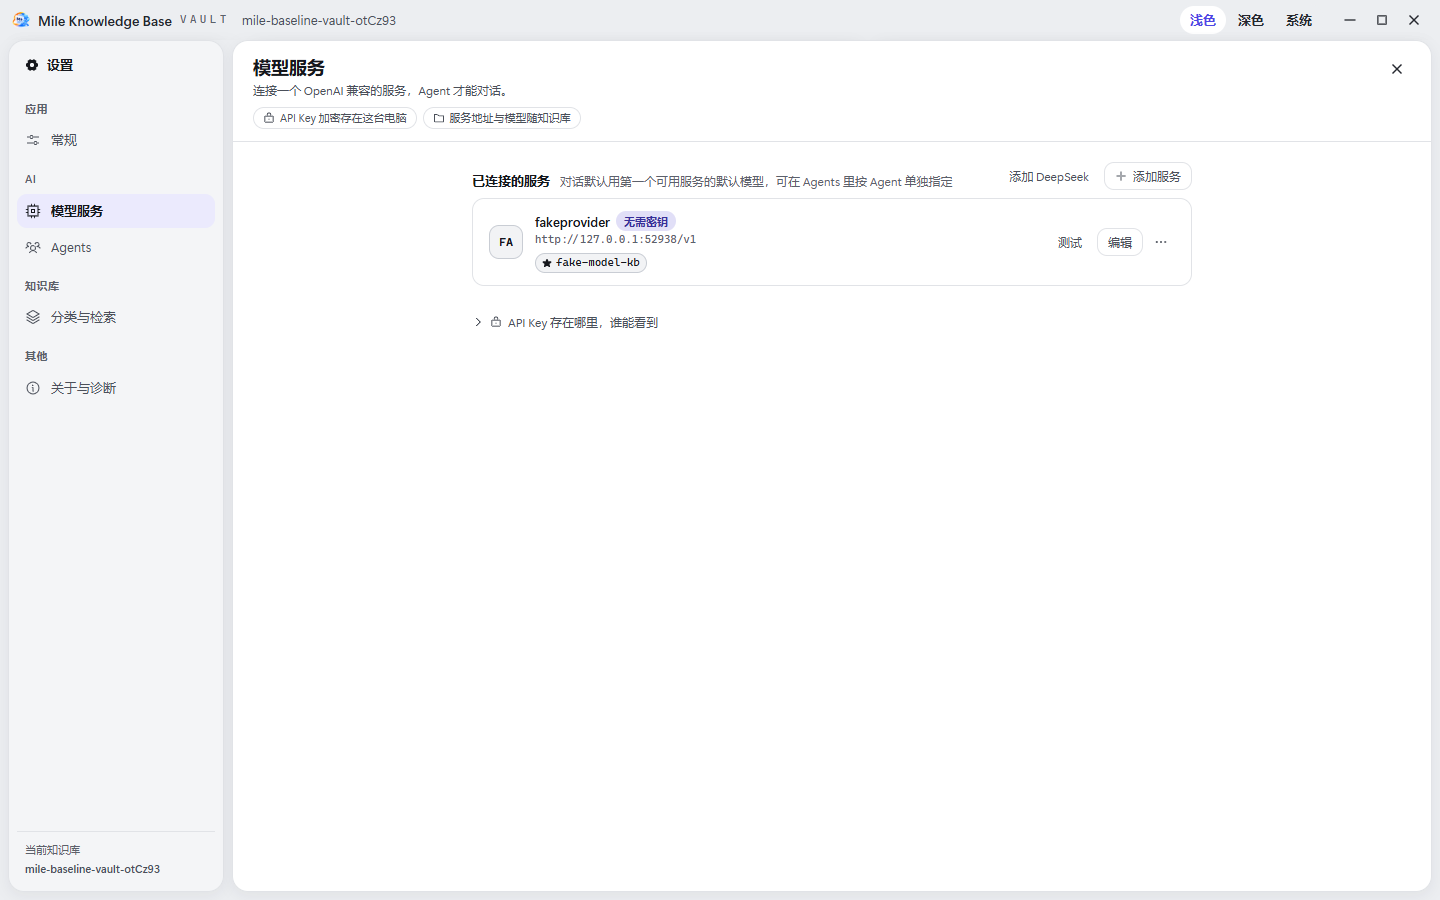 Mile Knowledge Base VAULT mile-baseline-vault-otCz93
浅色 深色 系统
设置
应用
常规
AI
模型服务
Agents
知识库
分类与检索
其他
关于与诊断
当前知识库
mile-baseline-vault-otCz93
模型服务
连接一个 OpenAI 兼容的服务，Agent 才能对话。
API Key 加密存在这台电脑 服务地址与模型随知识库
已连接的服务 对话默认用第一个可用服务的默认模型，可在 Agents 里按 Agent 单独指定
添加 DeepSeek 添加服务
FA
fakeprovider 无需密钥
http://127.0.0.1:52938/v1
fake-model-kb
测试 编辑
API Key 存在哪里，谁能看到